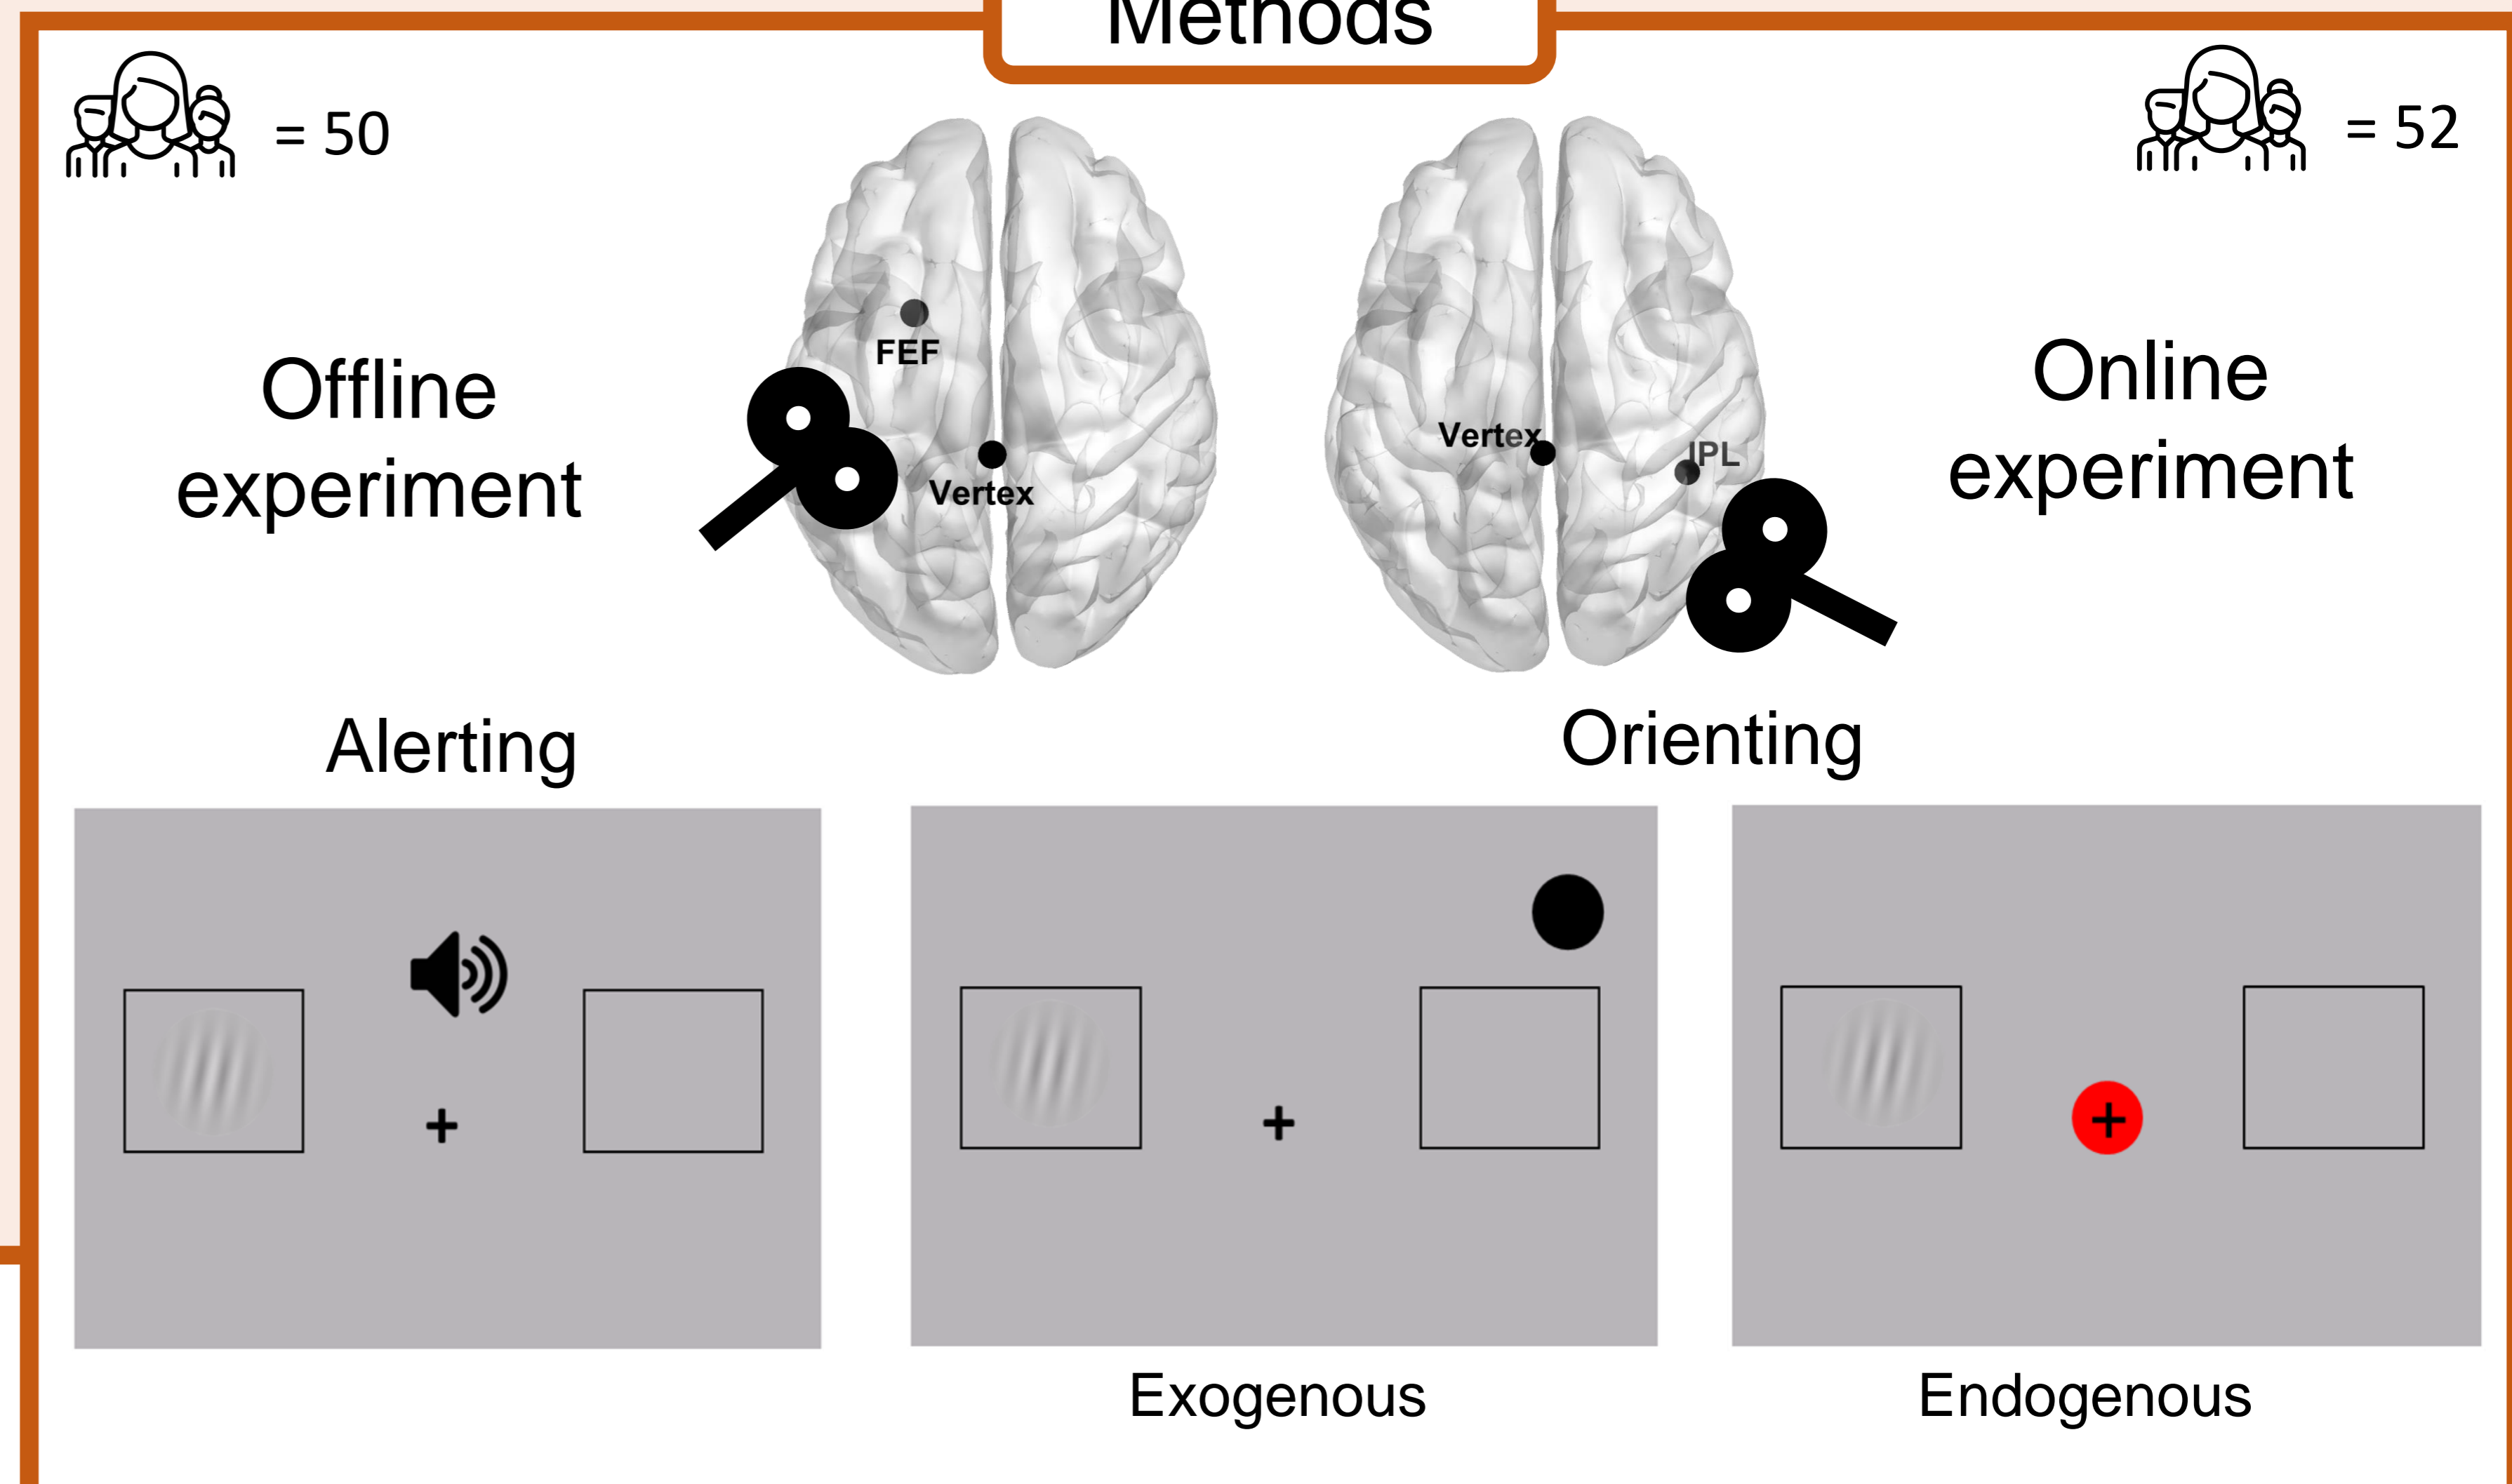 Methods
= 50
= 52
FEF
Vertex
Vertex
IPL
Offline
experiment
Online
experiment
Alerting
Orienting
+
+
+
Exogenous
Endogenous